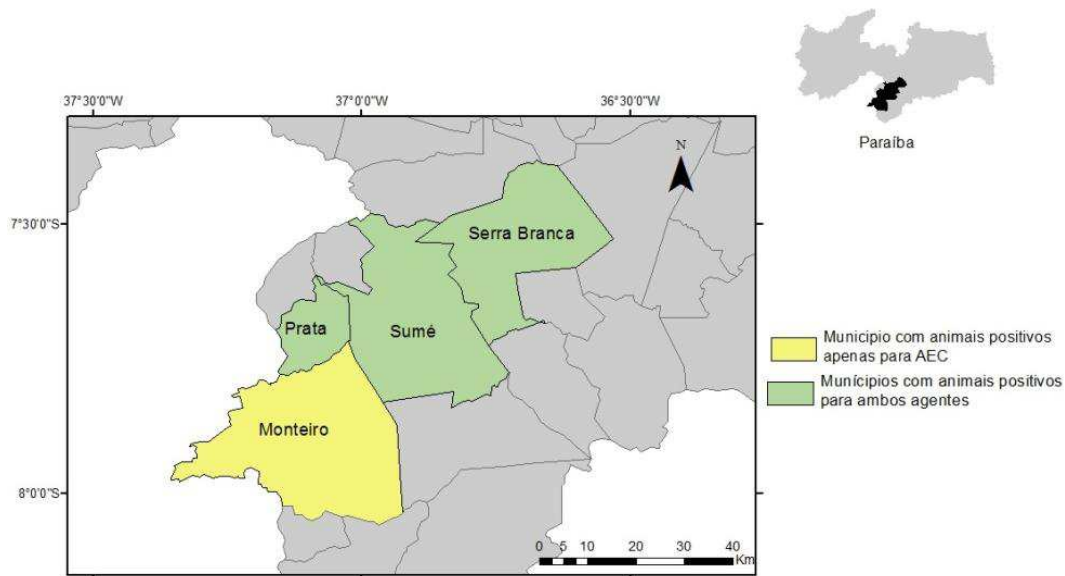 37°30'0"W
37°0'0"W
36°30'0"W
Paraíba
N
7°30'0"S
Serra Branca
Prata
Sumé
Município com animais positivos
apenas para AEC
Munícipios com animais positivos
para ambos agentes
Monteiro
8°0'0"S
0 5 10 20 30 40
Km